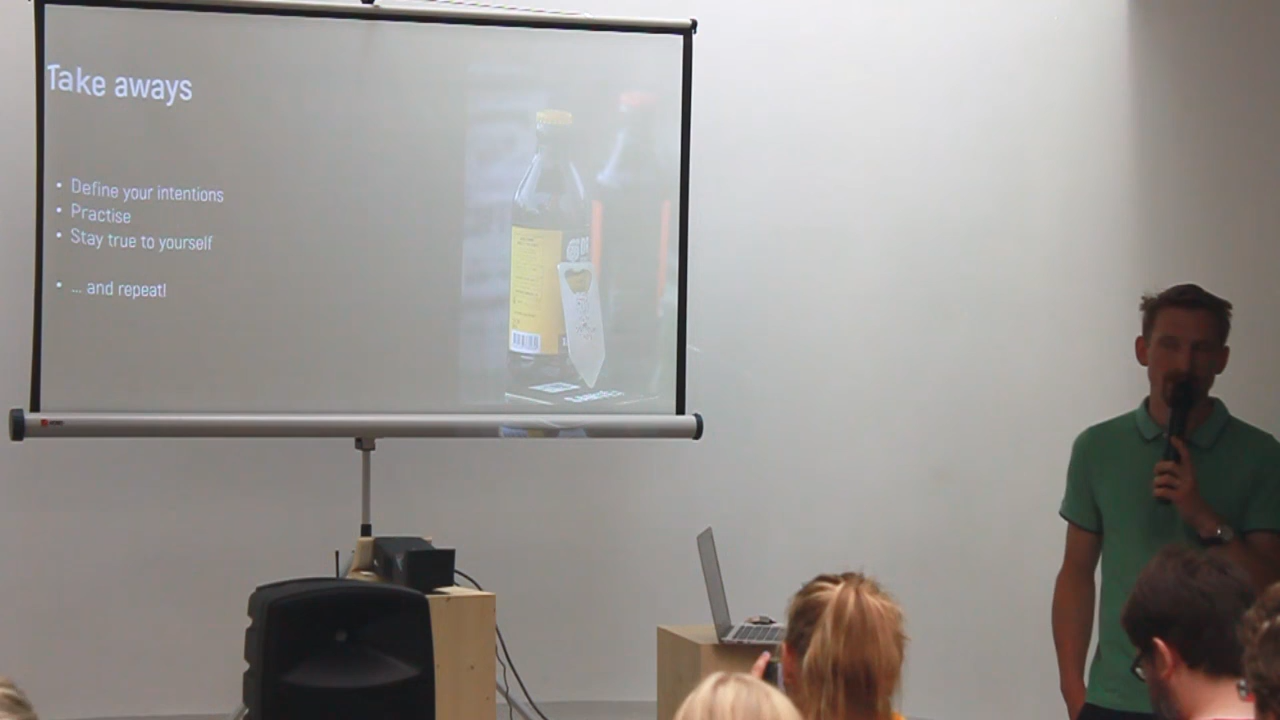 Take aways
• Define your intentions
• Practise
• Stay true to yourself
• ... and repeat!